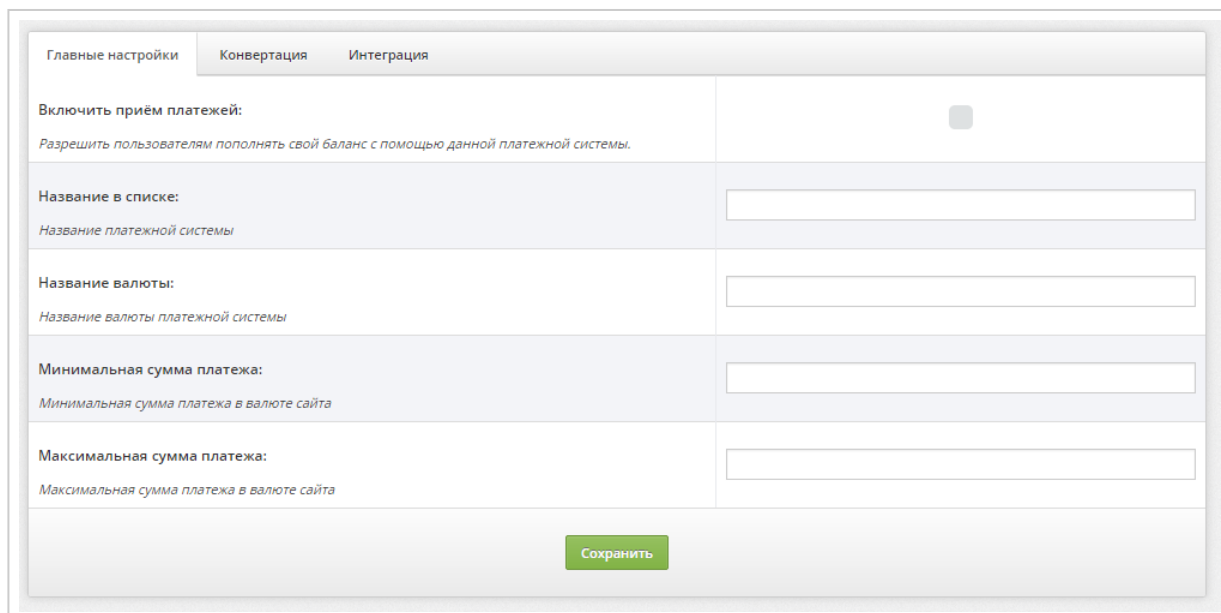 Главные настройки Конвертация Интеграция
Включить приём платежей:
Разрешить пользователям пополнять свой баланс с помощью данной платежной системы.
Название в списке:
Название платежной системы
Название валюты:
Название валюты платежной системы
Минимальная сумма платежа:
Минимальная сумма платежа в валюте сайта
Максимальная сумма платежа:
Максимальная сумма платежа в валюте сайта
Сохранить